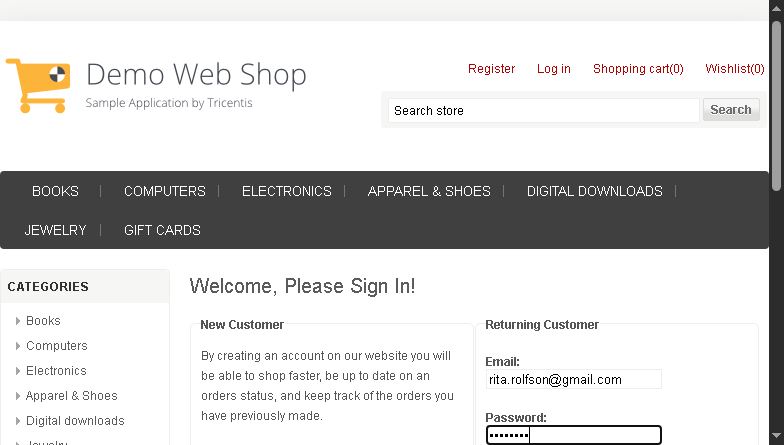 Demo Web Shop
Sample Application by Tricentis
Register Log in Shopping cart(0) Wishlist(0)
Search store Search
BOOKS COMPUTERS ELECTRONICS APPAREL & SHOES DIGITAL DOWNLOADS
JEWELRY GIFT CARDS
CATEGORIES
Books
Computers
Electronics
Apparel & Shoes
Digital downloads
Jewelry
Welcome, Please Sign In!
New Customer
By creating an account on our website you will
be able to shop faster, be up to date on an
orders status, and keep track of the orders you
have previously made.
Returning Customer
Email:
rita.rolfson@gmail.com
Password: